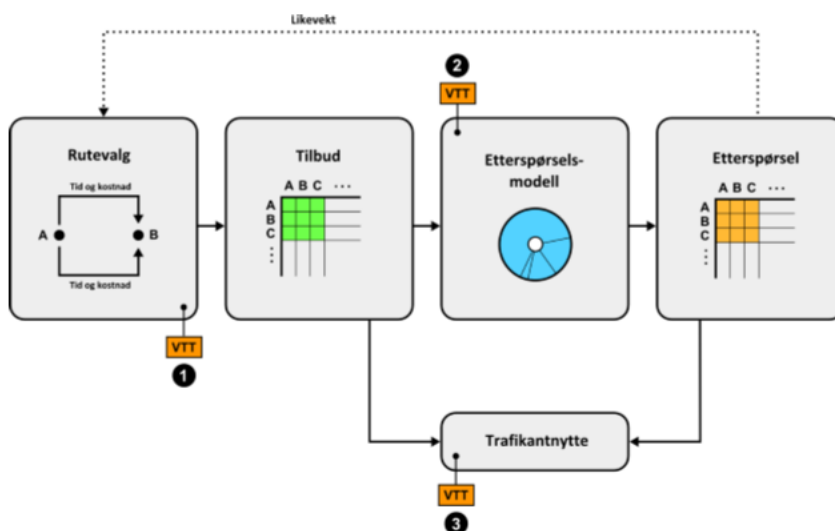 Likevekt
2
VTT
Rutevalg
Tid og kostnad
A
B
Tid og kostnad
VTT
1
Tilbud
A B C ...
A
B
C
Etterspørsels-
modell
Etterspørsel
A B C ...
A
B
C
Trafikantnytte
VTT
3